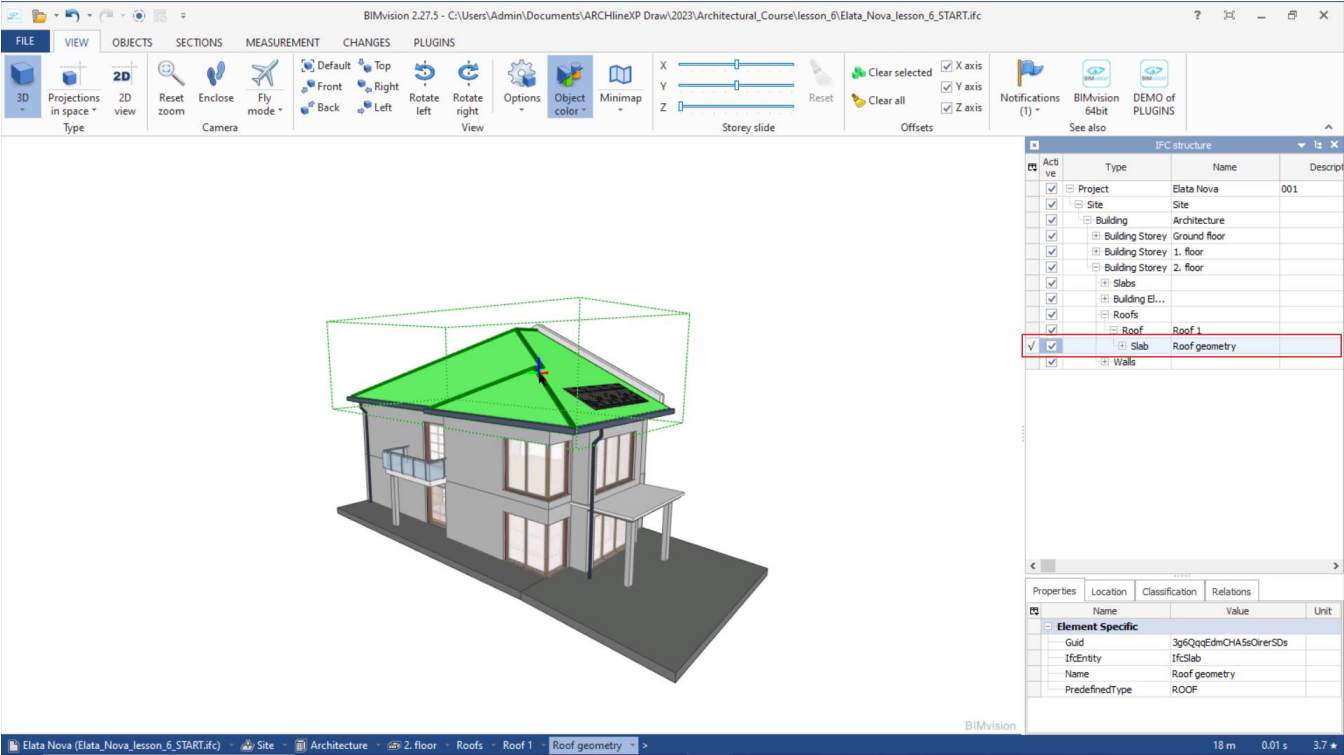 BIMvision 2.27.5 - C:\Users\Admin\Documents\ARCHlineXP Draw\2023\Architectural_Course\lesson_6\Elata_Nova_lesson_6_START.ifc
FILE VIEW OBJECTS SECTIONS MEASUREMENT CHANGES PLUGINS
3D
Projections in space
2D
2D view
Type
Reset zoom
Enclose
Fly mode
Camera
Default Top
Front Right
Back Left
Rotate left
Rotate right
Options
Object color
Minimap
View
X
Y
Z
Reset
Storey slide
Clear selected
Clear all
X axis
Y axis
Z axis
Offsets
Notifications (1)
BIMvision 64bit
DEMO of PLUGINS
See also
IFC structure
Active Type Name Descript
Project Elata Nova 001
Site Site
Building Architecture
Building Storey Ground floor
Building Storey 1. floor
Building Storey 2. floor
Slabs
Building El...
Roofs
Roof Roof 1
Slab Roof geometry
Walls
Properties Location Classification Relations
Name Value Unit
Element Specific
Guid 3g6QqqEdmCHASsOirerSDs
IfcEntity IfcSlab
Name Roof geometry
PredefinedType ROOF
BIMvision
Elata Nova (Elata_Nova_lesson_6_START.ifc) Site Architecture 2. floor Roofs Roof 1 Roof geometry > 18 m 0.01 s 3.7 ★